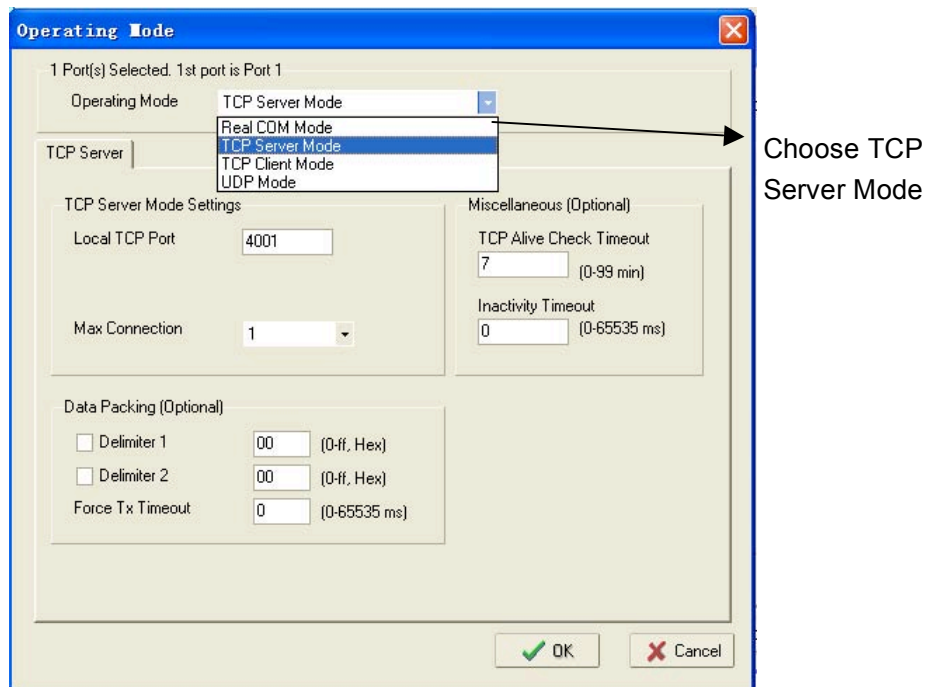 Operating Mode
1 Port(s) Selected. 1st port is Port 1
Operating Mode
TCP Server Mode
Real COM Mode
TCP Server Mode
TCP Client Mode
UDP Mode
Choose TCP
Server Mode
TCP Server
TCP Server Mode Settings
Local TCP Port
4001
Max Connection
1
Miscellaneous (Optional)
TCP Alive Check Timeout
7
(0-99 min)
Inactivity Timeout
0
(0-65535 ms)
Data Packing (Optional)
Delimiter 1
00
(0-ff, Hex)
Delimiter 2
00
(0-ff, Hex)
Force Tx Timeout
0
(0-65535 ms)
OK
Cancel